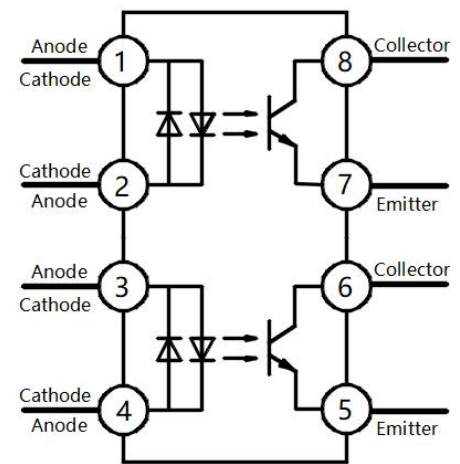 Anode
Cathode
1
8
Collector
Cathode
Anode
2
7
Emitter
Anode
Cathode
3
6
Collector
Cathode
Anode
4
5
Emitter